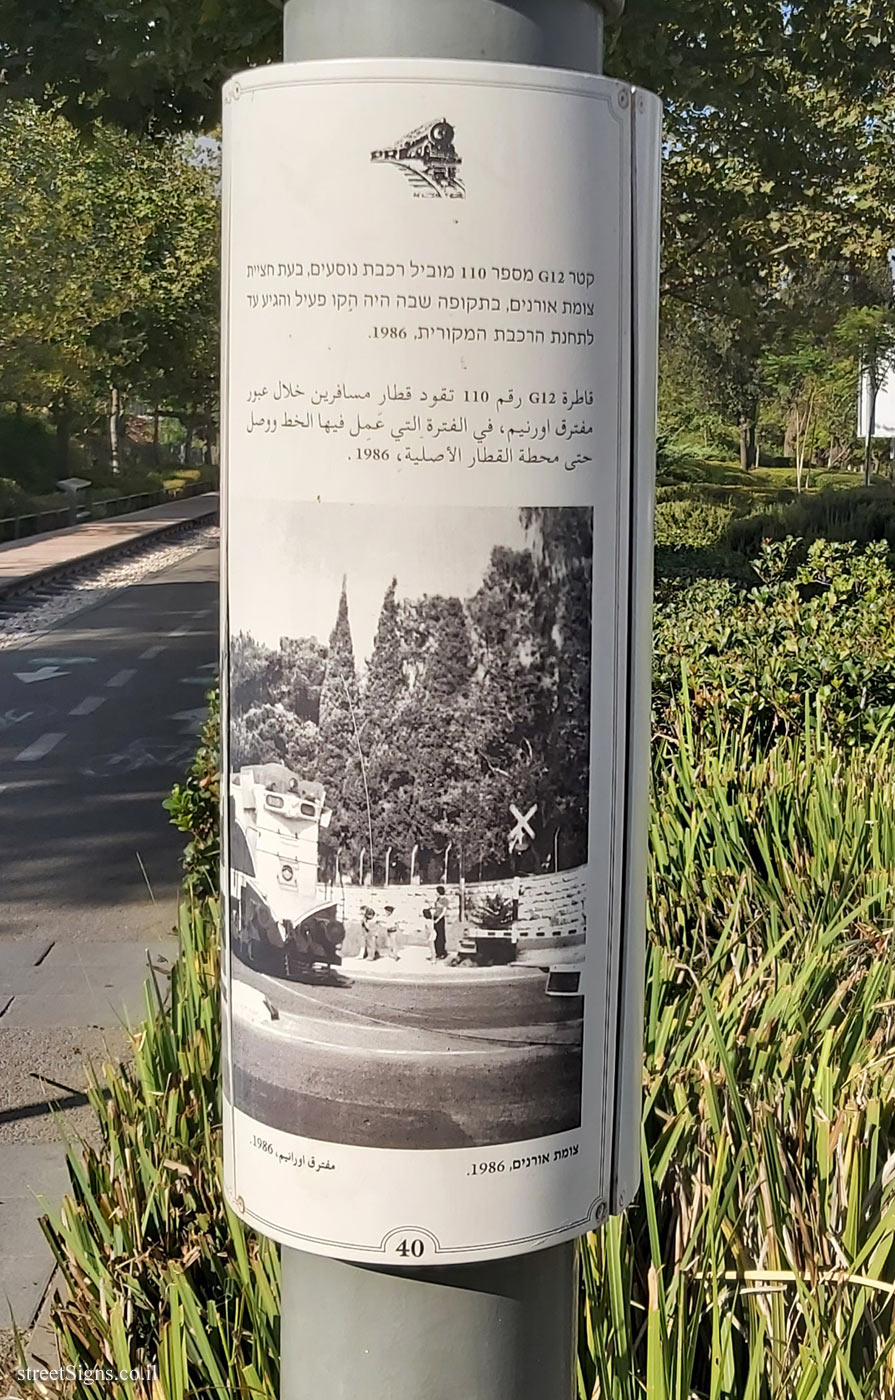 קטר G12 מספר 110 מוביל רכבת נוסעים, בעת חציית
צומת אורנים, בתקופה שבה היה הקו פעיל והגיע עד
לתחנת הרכבת המקורית, 1986.
قاطرة G12 رقم 110 تقود قطار مسافرين خلال عبور
مفترق اورنيم، في الفترة التي عَمِل فيها الخط ووصل
حتى محطة القطار الأصلية، 1986.
צומת אורנים, 1986.
مفترق اورانيم، 1986.
40
streetSigns.co.il